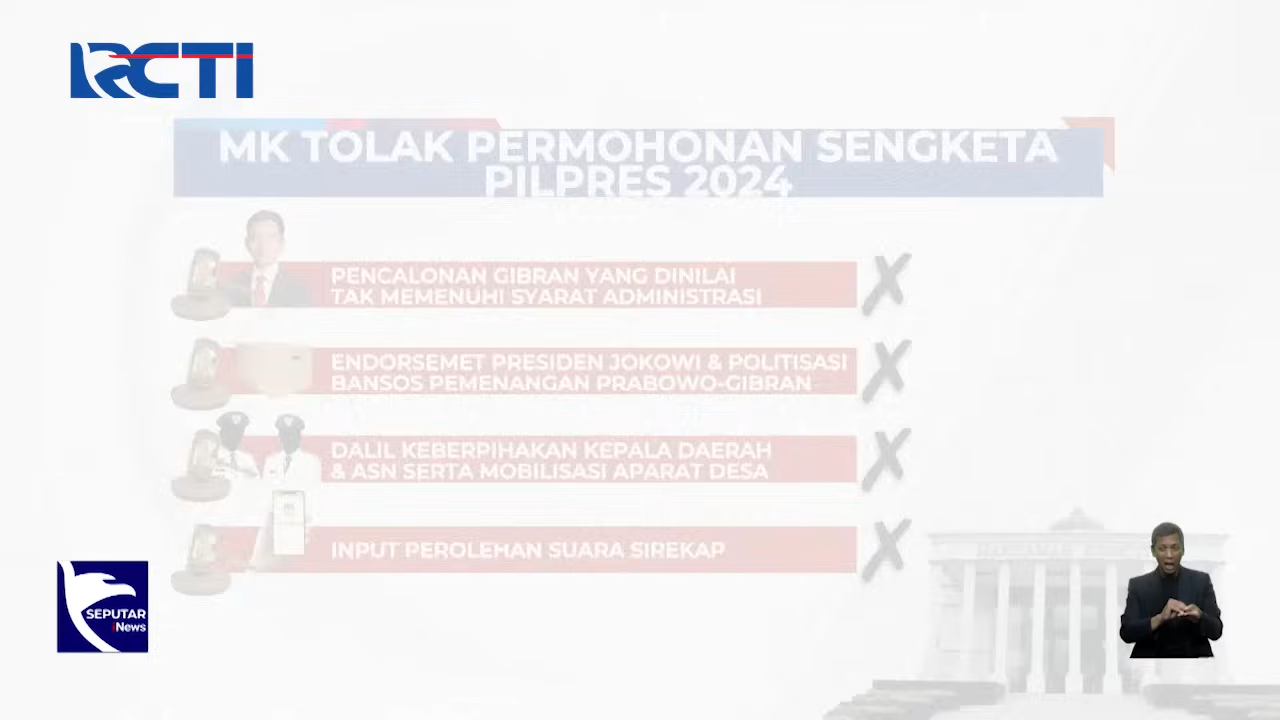 RCTI
MK TOLAK PERMOHONAN SENGKETA
PILPRES 2024
PENCALONAN GIBRAN YANG DINILAI
TAK MEMENUHI SYARAT ADMINISTRASI
ENDORSEMET PRESIDEN JOKOWI & POLITISASI
BANSOS PEMENANGAN PRABOWO-GIBRAN
DALIL KEBERPIHAKAN KEPALA DAERAH
& ASN SERTA MOBILISASI APARAT DESA
INPUT PEROLEHAN SUARA SIREKAP
SEPUTAR
iNews